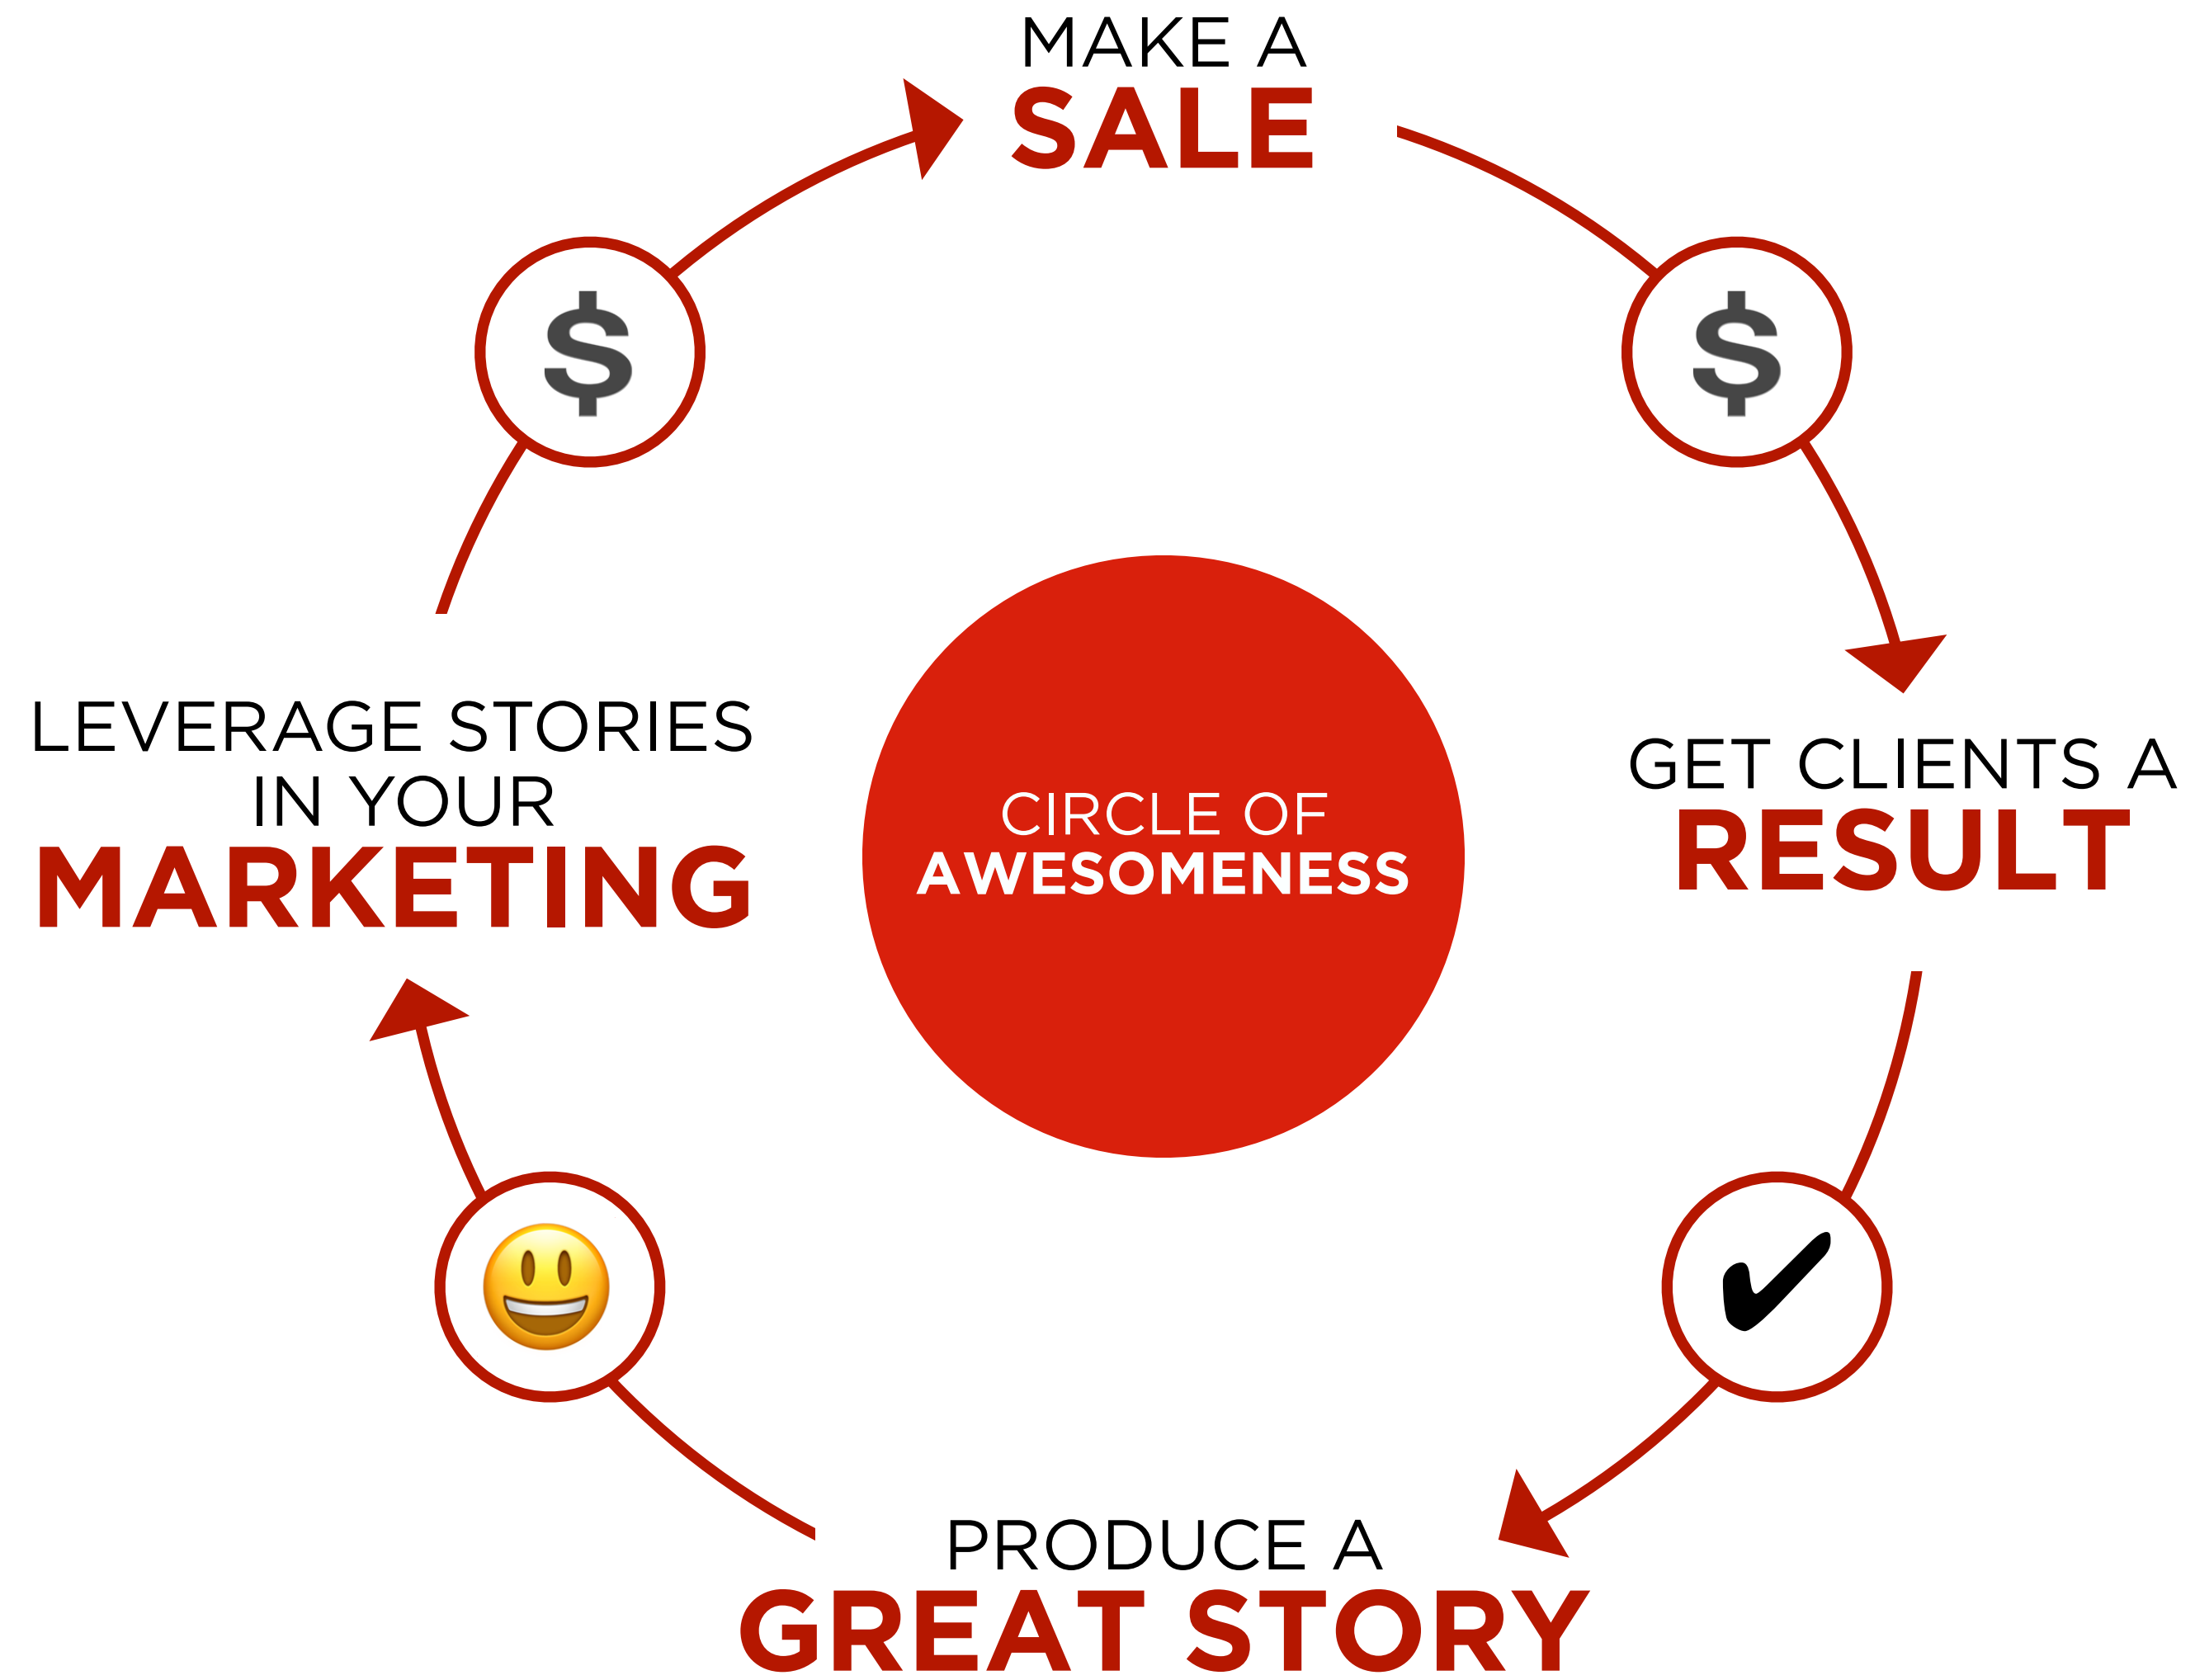 MAKE A
SALE
$
$
LEVERAGE STORIES
IN YOUR
MARKETING
CIRCLE OF
AWESOMENESS
GET CLIENTS A
RESULT
PRODUCE A
GREAT STORY